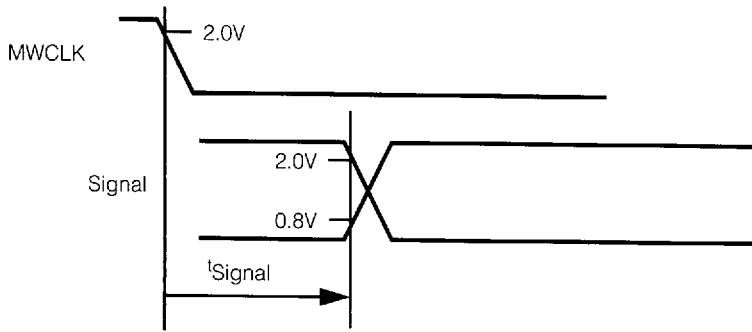 2.0V
MWCLK
2.0V
Signal
0.8V
tSignal